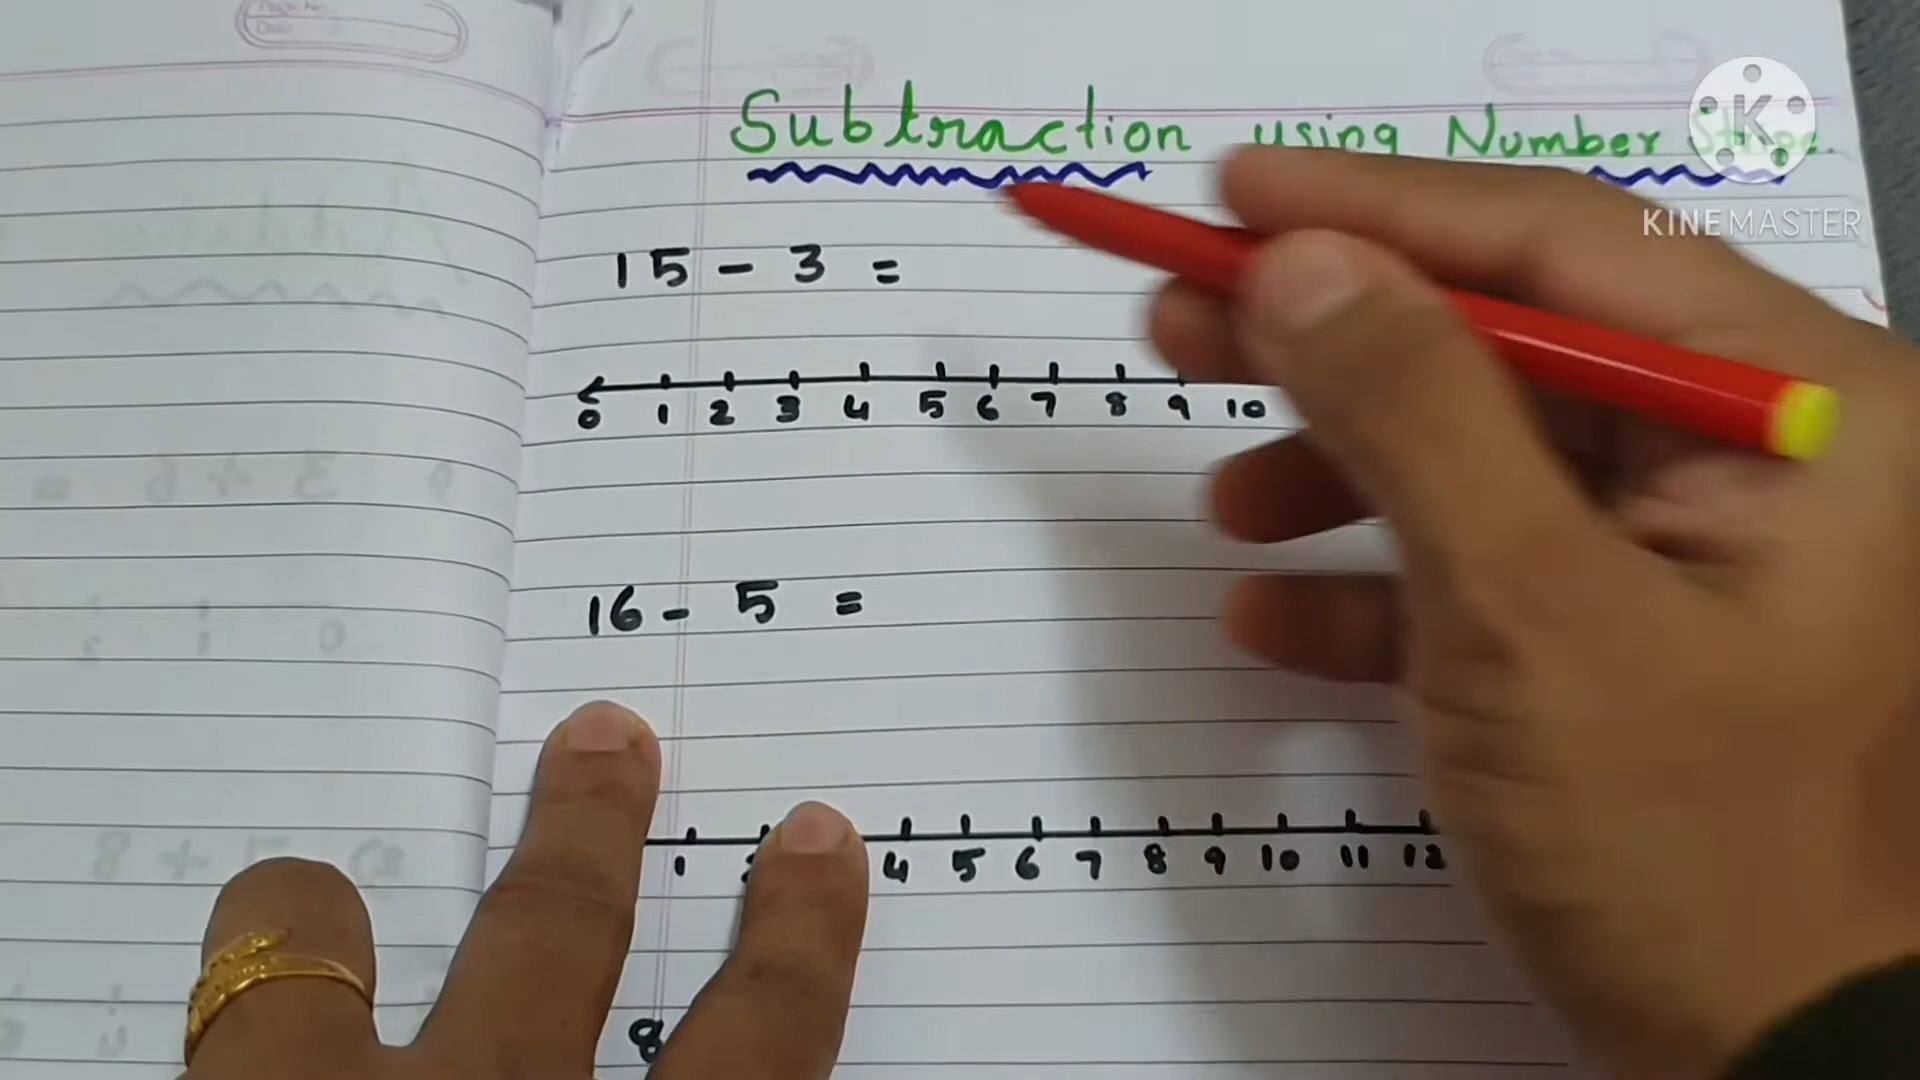 Subtraction using Number
K
KINEMASTER
15 - 3 =
0 1 2 3 4 5 6 7 8 9 10
16 - 5 =
1 4 5 6 7 8 9 10 11 12
8